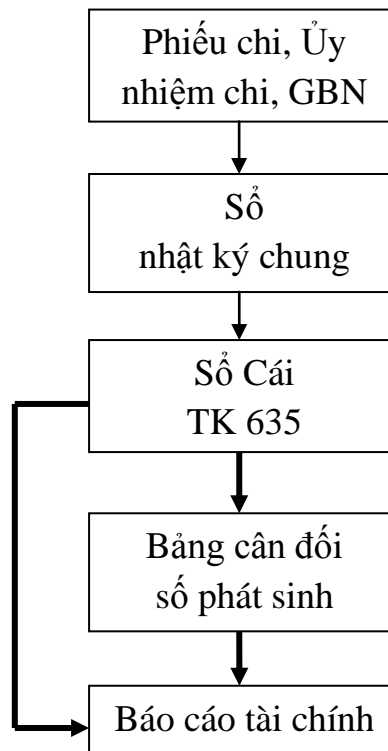 Phiếu chi, Ủy
nhiệm chi, GBN
Sổ
nhật ký chung
Sổ Cái
TK 635
Bảng cân đối
số phát sinh
Báo cáo tài chính